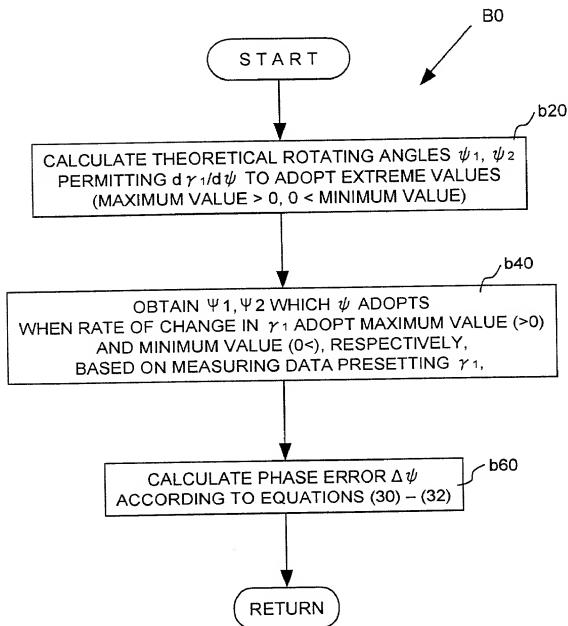 B0
START
b20
CALCULATE THEORETICAL ROTATING ANGLES ψ1, ψ2
PERMITTING dγ1/dψ TO ADOPT EXTREME VALUES
(MAXIMUM VALUE > 0, 0 < MINIMUM VALUE)
b40
OBTAIN Ψ1,Ψ2 WHICH ψ ADOPTS
WHEN RATE OF CHANGE IN γ1 ADOPT MAXIMUM VALUE (>0)
AND MINIMUM VALUE (0<), RESPECTIVELY,
BASED ON MEASURING DATA PRESETTING γ1,
b60
CALCULATE PHASE ERROR Δψ
ACCORDING TO EQUATIONS (30) – (32)
RETURN